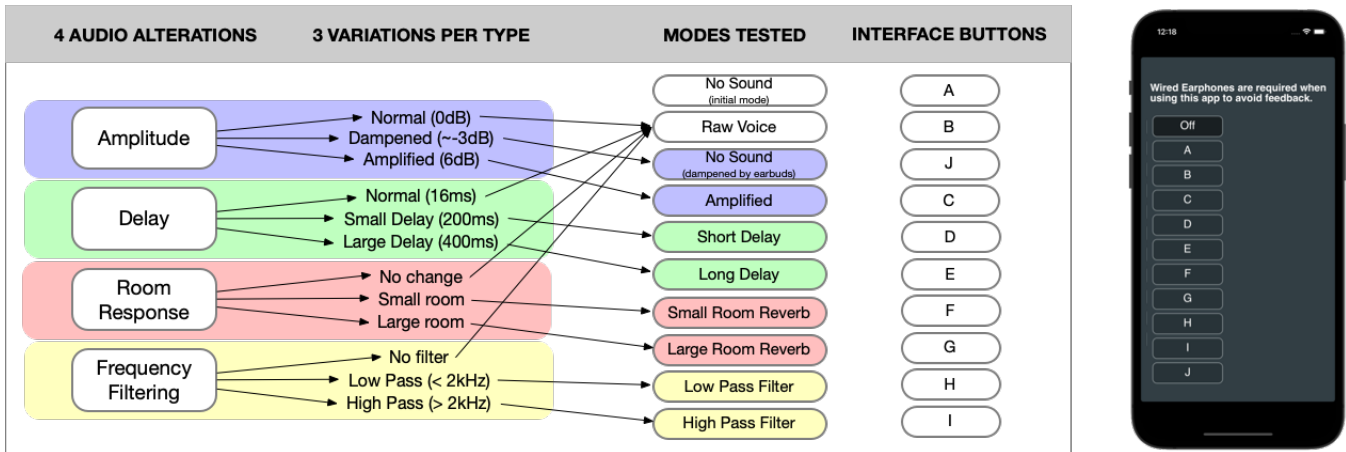 4 AUDIO ALTERATIONS
3 VARIATIONS PER TYPE
MODES TESTED
INTERFACE BUTTONS
Amplitude
Normal (0dB)
Dampened (~-3dB)
Amplified (6dB)
Delay
Normal (16ms)
Small Delay (200ms)
Large Delay (400ms)
Room
Response
No change
Small room
Large room
Frequency
Filtering
No filter
Low Pass (< 2kHz)
High Pass (> 2kHz)
No Sound
(initial mode)
Raw Voice
No Sound
(dampened by earbuds)
Amplified
Short Delay
Long Delay
Small Room Reverb
Large Room Reverb
Low Pass Filter
High Pass Filter
A
B
J
C
D
E
F
G
H
I
12:18
Wired Earphones are required when
using this app to avoid feedback.
Off
A
B
C
D
E
F
G
H
I
J